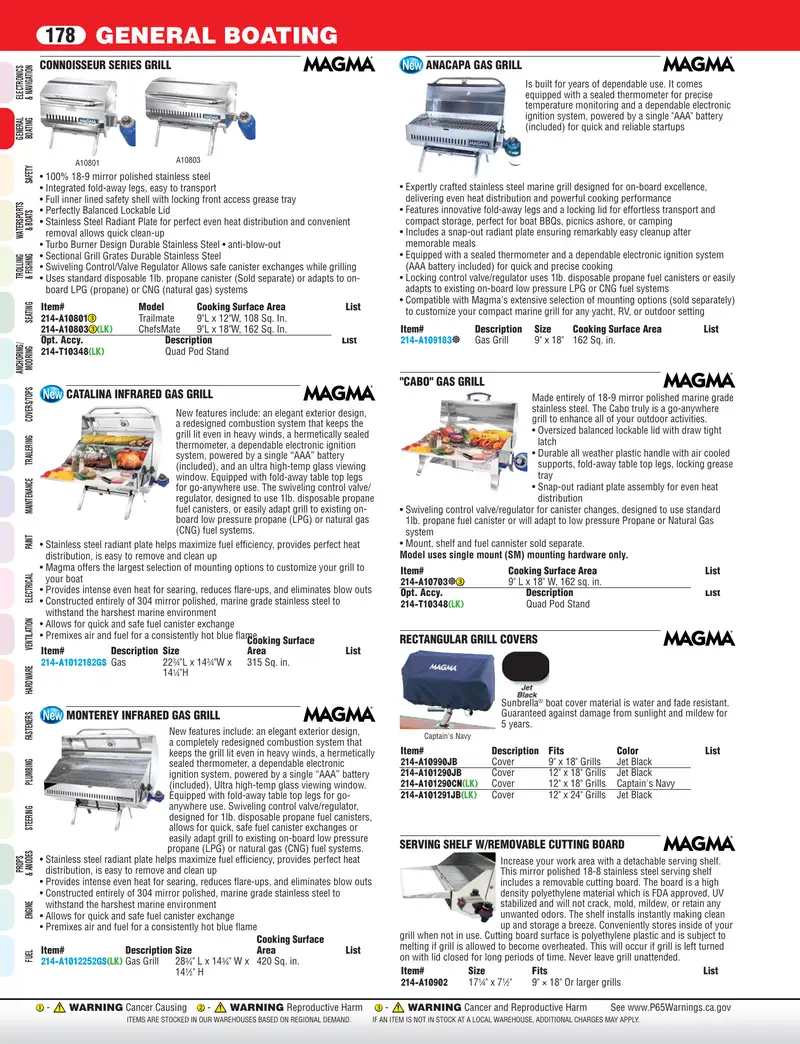 178 GENERAL BOATING
ELECTRONICS & NAVIGATION
GENERAL BOATING
SAFETY
WATERSPORTS & BOATS
TROLLING & FISHING
SEATING
ANCHORING/ MOORING
COVERS/TOPS
TRAILERING
MAINTENANCE
PAINT
ELECTRICAL
VENTILATION
HARDWARE
FASTENERS
PLUMBING
STEERING
PROPS & ANODES
ENGINE
FUEL
CONNOISSEUR SERIES GRILL MAGMA
A10801 A10803
• 100% 18-9 mirror polished stainless steel
• Integrated fold-away legs, easy to transport
• Full inner lined safety shell with locking front access grease tray
• Perfectly Balanced Lockable Lid
• Stainless Steel Radiant Plate for perfect even heat distribution and convenient
removal allows quick clean-up
• Turbo Burner Design Durable Stainless Steel • anti-blow-out
• Sectional Grill Grates Durable Stainless Steel
• Swiveling Control/Valve Regulator Allows safe canister exchanges while grilling
• Uses standard disposable 1lb. propane canister (Sold separate) or adapts to on-
board LPG (propane) or CNG (natural gas) systems
Item# Model Cooking Surface Area List
214-A10801③ Trailmate 9"L x 12"W, 108 Sq. In.
214-A10803③(LK) ChefsMate 9"L x 18"W, 162 Sq. In.
Opt. Accy. Description List
214-T10348(LK) Quad Pod Stand
New CATALINA INFRARED GAS GRILL MAGMA
New features include: an elegant exterior design,
a redesigned combustion system that keeps the
grill lit even in heavy winds, a hermetically sealed
thermometer, a dependable electronic ignition
system, powered by a single “AAA” battery
(included), and an ultra high-temp glass viewing
window. Equipped with fold-away table top legs
for go-anywhere use. The swiveling control valve/
regulator, designed to use 1lb. disposable propane
fuel canisters, or easily adapt grill to existing on-
board low pressure propane (LPG) or natural gas
(CNG) fuel systems.
• Stainless steel radiant plate helps maximize fuel efficiency, provides perfect heat
distribution, is easy to remove and clean up
• Magma offers the largest selection of mounting options to customize your grill to
your boat
• Provides intense even heat for searing, reduces flare-ups, and eliminates blow outs
• Constructed entirely of 304 mirror polished, marine grade stainless steel to
withstand the harshest marine environment
• Allows for quick and safe fuel canister exchange
• Premixes air and fuel for a consistently hot blue flame
Cooking Surface
Item# Description Size Area List
214-A1012182GS Gas 22¾"L x 14¾"W x 315 Sq. in.
14½"H
New MONTEREY INFRARED GAS GRILL MAGMA
New features include: an elegant exterior design,
a completely redesigned combustion system that
keeps the grill lit even in heavy winds, a hermetically
sealed thermometer, a dependable electronic
ignition system, powered by a single “AAA” battery
(included). Ultra high-temp glass viewing window.
Equipped with fold-away table top legs for go-
anywhere use. Swiveling control valve/regulator,
designed for 1lb. disposable propane fuel canisters,
allows for quick, safe fuel canister exchanges or
easily adapt grill to existing on-board low pressure
propane (LPG) or natural gas (CNG) fuel systems.
• Stainless steel radiant plate helps maximize fuel efficiency, provides perfect heat
distribution, is easy to remove and clean up
• Provides intense even heat for searing, reduces flare-ups, and eliminates blow outs
• Constructed entirely of 304 mirror polished, marine grade stainless steel to
withstand the harshest marine environment
• Allows for quick and safe fuel canister exchange
• Premixes air and fuel for a consistently hot blue flame
Cooking Surface
Item# Description Size Area List
214-A1012252GS(LK) Gas Grill 28¾" L x 14¾" W x 420 Sq. in.
14½" H
New ANACAPA GAS GRILL MAGMA
Is built for years of dependable use. It comes
equipped with a sealed thermometer for precise
temperature monitoring and a dependable electronic
ignition system, powered by a single "AAA" battery
(included) for quick and reliable startups
• Expertly crafted stainless steel marine grill designed for on-board excellence,
delivering even heat distribution and powerful cooking performance
• Features innovative fold-away legs and a locking lid for effortless transport and
compact storage, perfect for boat BBQs, picnics ashore, or camping
• Includes a snap-out radiant plate ensuring remarkably easy cleanup after
memorable meals
• Equipped with a sealed thermometer and a dependable electronic ignition system
(AAA battery included) for quick and precise cooking
• Locking control valve/regulator uses 1lb. disposable propane fuel canisters or easily
adapts to existing on-board low pressure LPG or CNG fuel systems
• Compatible with Magma's extensive selection of mounting options (sold separately)
to customize your compact marine grill for any yacht, RV, or outdoor setting
Item# Description Size Cooking Surface Area List
214-A109183 Gas Grill 9" x 18" 162 Sq. in.
"CABO" GAS GRILL MAGMA
Made entirely of 18-9 mirror polished marine grade
stainless steel. The Cabo truly is a go-anywhere
grill to enhance all of your outdoor activities.
• Oversized balanced lockable lid with draw tight
latch
• Durable all weather plastic handle with air cooled
supports, fold-away table top legs, locking grease
tray
• Snap-out radiant plate assembly for even heat
distribution
• Swiveling control valve/regulator for canister changes, designed to use standard
1lb. propane fuel canister or will adapt to low pressure Propane or Natural Gas
system
• Mount, shelf and fuel cannister sold separate.
Model uses single mount (SM) mounting hardware only.
Item# Cooking Surface Area List
214-A10703 ③ 9" L x 18" W, 162 sq. in.
Opt. Accy. Description List
214-T10348(LK) Quad Pod Stand
RECTANGULAR GRILL COVERS MAGMA
MAGMA
Captain's Navy
Jet
Black
Sunbrella® boat cover material is water and fade resistant.
Guaranteed against damage from sunlight and mildew for
5 years.
Item# Description Fits Color List
214-A10990JB Cover 9" x 18" Grills Jet Black
214-A101290JB Cover 12" x 18" Grills Jet Black
214-A101290CN(LK) Cover 12" x 18" Grills Captain's Navy
214-A101291JB(LK) Cover 12" x 24" Grills Jet Black
SERVING SHELF W/REMOVABLE CUTTING BOARD MAGMA
Increase your work area with a detachable serving shelf.
This mirror polished 18-8 stainless steel serving shelf
includes a removable cutting board. The board is a high
density polyethylene material which is FDA approved, UV
stabilized and will not crack, mold, mildew, or retain any
unwanted odors. The shelf installs instantly making clean
up and storage a breeze. Conveniently stores inside of your
grill when not in use. Cutting board surface is polyethylene plastic and is subject to
melting if grill is allowed to become overheated. This will occur if grill is left turned
on with lid closed for long periods of time. Never leave grill unattended.
Item# Size Fits List
214-A10902 17¼" x 7½" 9" × 18" Or larger grills
① - WARNING Cancer Causing ② - WARNING Reproductive Harm ③ - WARNING Cancer and Reproductive Harm See www.P65Warnings.ca.gov
ITEMS ARE STOCKED IN OUR WAREHOUSES BASED ON REGIONAL DEMAND. IF AN ITEM IS NOT IN STOCK AT A LOCAL WAREHOUSE, ADDITIONAL CHARGES MAY APPLY.